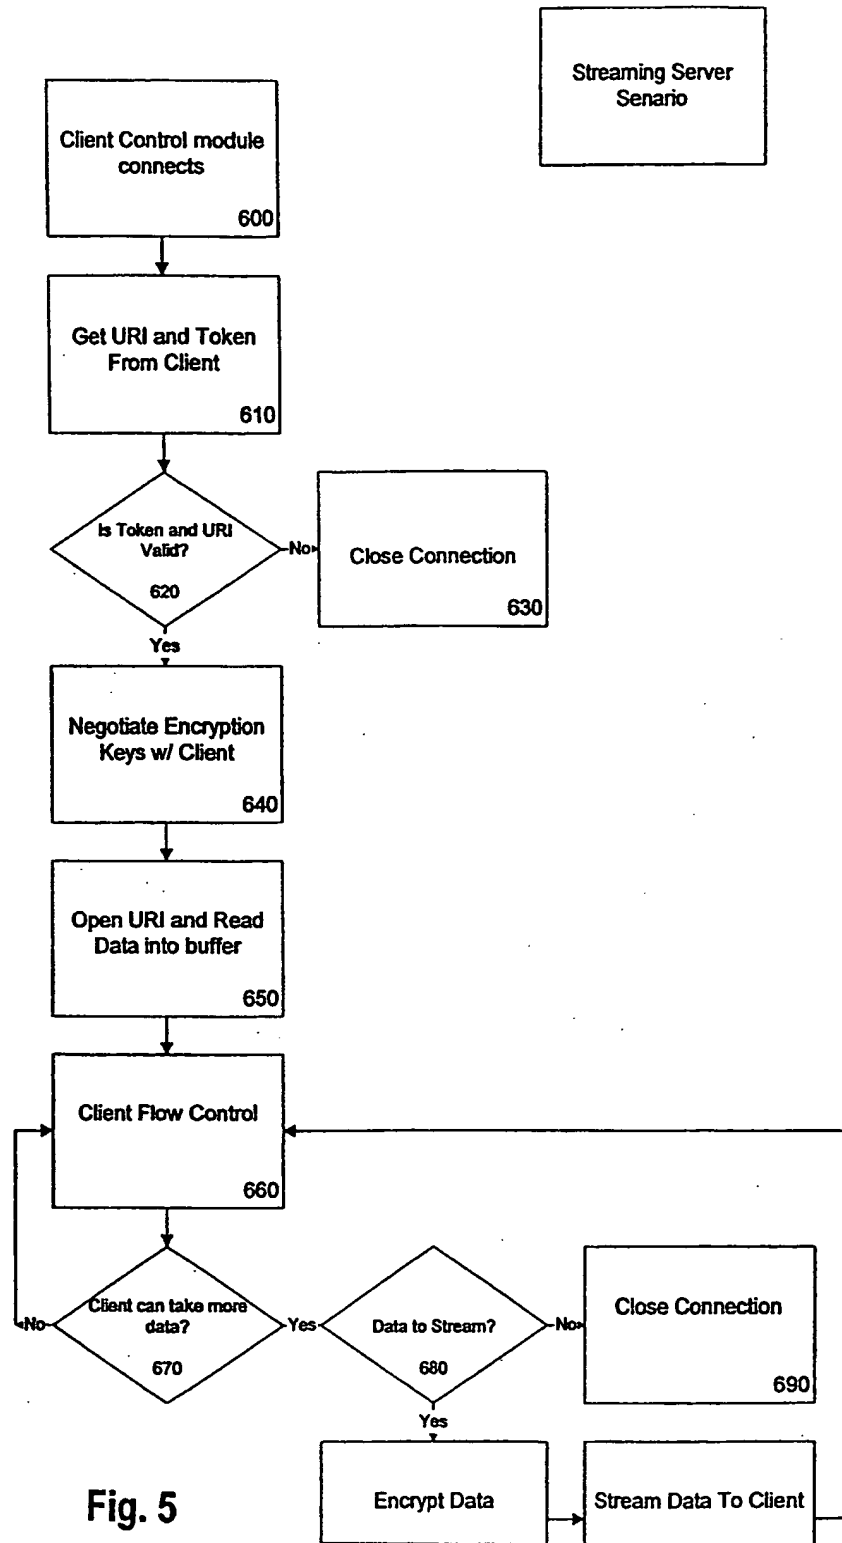 Streaming Server
Senario
Client Control module
connects
600
Get URI and Token
From Client
610
Is Token and URI
Valid?
620
No
Close Connection
630
Yes
Negotiate Encryption
Keys w/ Client
640
Open URI and Read
Data into buffer
650
Client Flow Control
660
Client can take more
data?
670
No
Yes
Data to Stream?
680
No
Close Connection
690
Yes
Encrypt Data
Stream Data To Client
Fig. 5